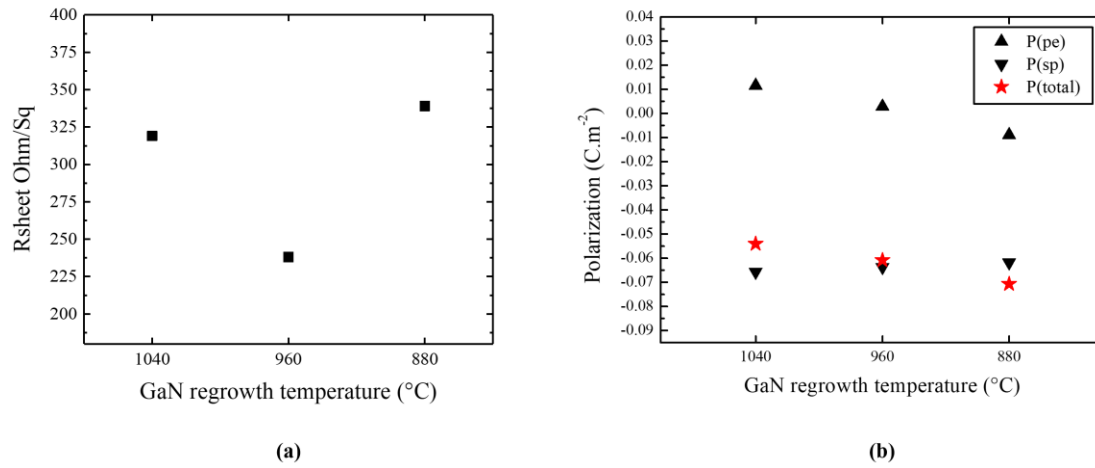 400
375
350
325
300
275
250
225
200
Rsheet Ohm/Sq
1040 960 880
GaN regrowth temperature (°C)
(a)
0.04
0.03
0.02
0.01
0.00
-0.01
-0.02
-0.03
-0.04
-0.05
-0.06
-0.07
-0.08
-0.09
Polarization (C.m⁻²)
P(pe)
P(sp)
P(total)
1040 960 880
GaN regrowth temperature (°C)
(b)